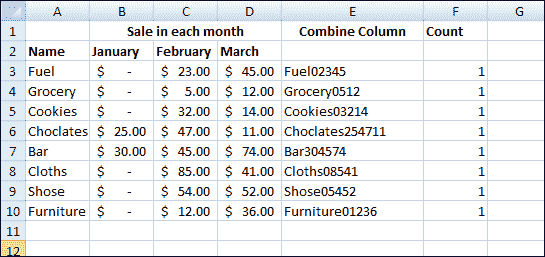 A B C D E F G
1 Sale in each month Combine Column Count
2 Name January February March
3 Fuel $ - $ 23.00 $ 45.00 Fuel02345 1
4 Grocery $ - $ 5.00 $ 12.00 Grocery0512 1
5 Cookies $ - $ 32.00 $ 14.00 Cookies03214 1
6 Choclates $ 25.00 $ 47.00 $ 11.00 Choclates254711 1
7 Bar $ 30.00 $ 45.00 $ 74.00 Bar304574 1
8 Cloths $ - $ 85.00 $ 41.00 Cloths08541 1
9 Shose $ - $ 54.00 $ 52.00 Shose05452 1
10 Furniture $ - $ 12.00 $ 36.00 Furniture01236 1
11
12